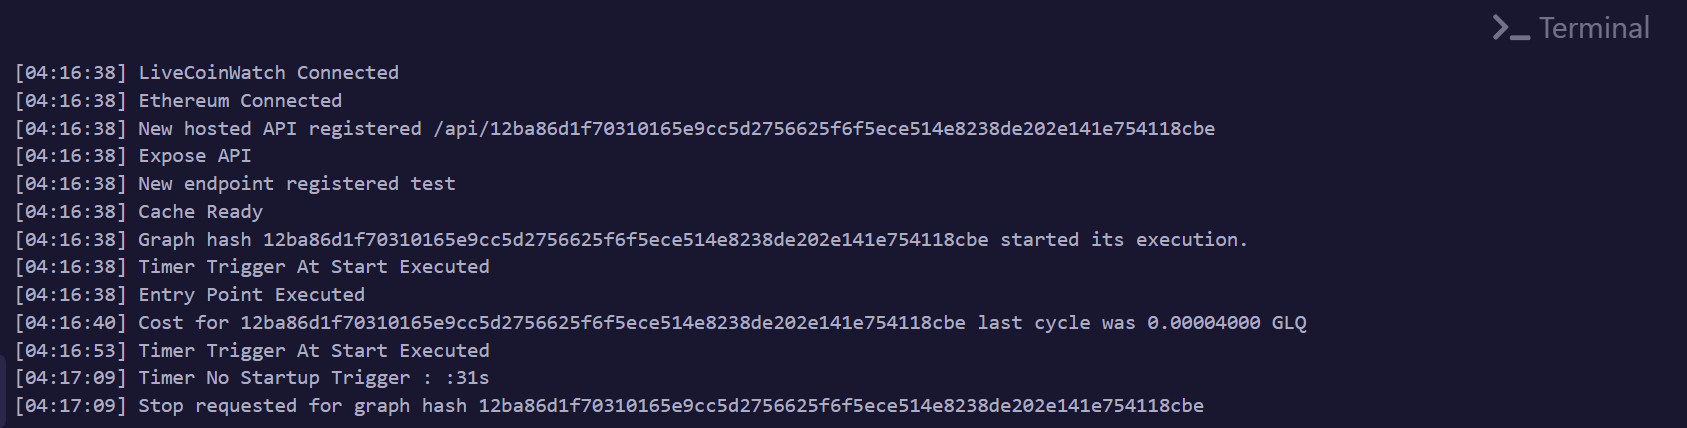 Terminal
[04:16:38] LiveCoinWatch Connected
[04:16:38] Ethereum Connected
[04:16:38] New hosted API registered /api/12ba86d1f70310165e9cc5d2756625f6f5ece514e8238de202e141e754118cbe
[04:16:38] Expose API
[04:16:38] New endpoint registered test
[04:16:38] Cache Ready
[04:16:38] Graph hash 12ba86d1f70310165e9cc5d2756625f6f5ece514e8238de202e141e754118cbe started its execution.
[04:16:38] Timer Trigger At Start Executed
[04:16:38] Entry Point Executed
[04:16:40] Cost for 12ba86d1f70310165e9cc5d2756625f6f5ece514e8238de202e141e754118cbe last cycle was 0.00004000 GLQ
[04:16:53] Timer Trigger At Start Executed
[04:17:09] Timer No Startup Trigger : :31s
[04:17:09] Stop requested for graph hash 12ba86d1f70310165e9cc5d2756625f6f5ece514e8238de202e141e754118cbe